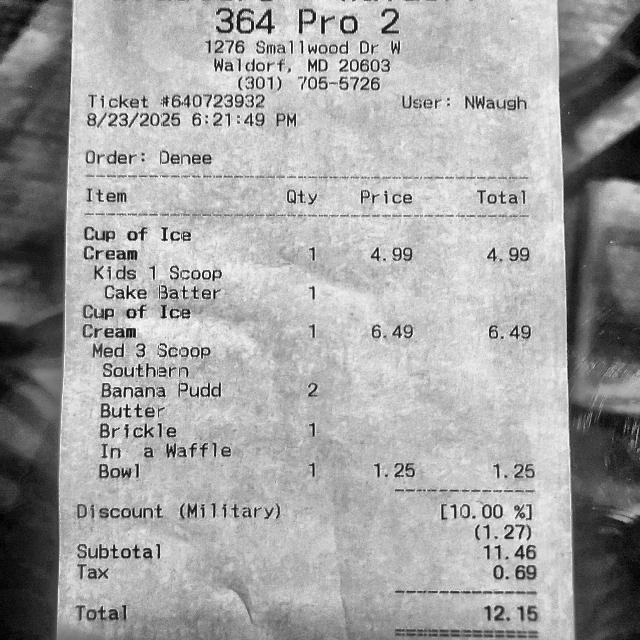 364 Pro 2
1276 Smallwood Dr W
Waldorf, MD 20603
(301) 705-5726
Ticket #640723932 User: NWaugh
8/23/2025 6:21:49 PM
Order: Denee
Item Qty Price Total
Cup of Ice
Cream 1 4.99 4.99
Kids 1 Scoop
Cake Batter 1
Cup of Ice
Cream 1 6.49 6.49
Med 3 Scoop
Southern
Banana Pudd 2
Butter
Brickle 1
In a Waffle
Bowl 1 1.25 1.25
Discount (Military) [10.00 %]
(1.27)
Subtotal 11.46
Tax 0.69
Total 12.15